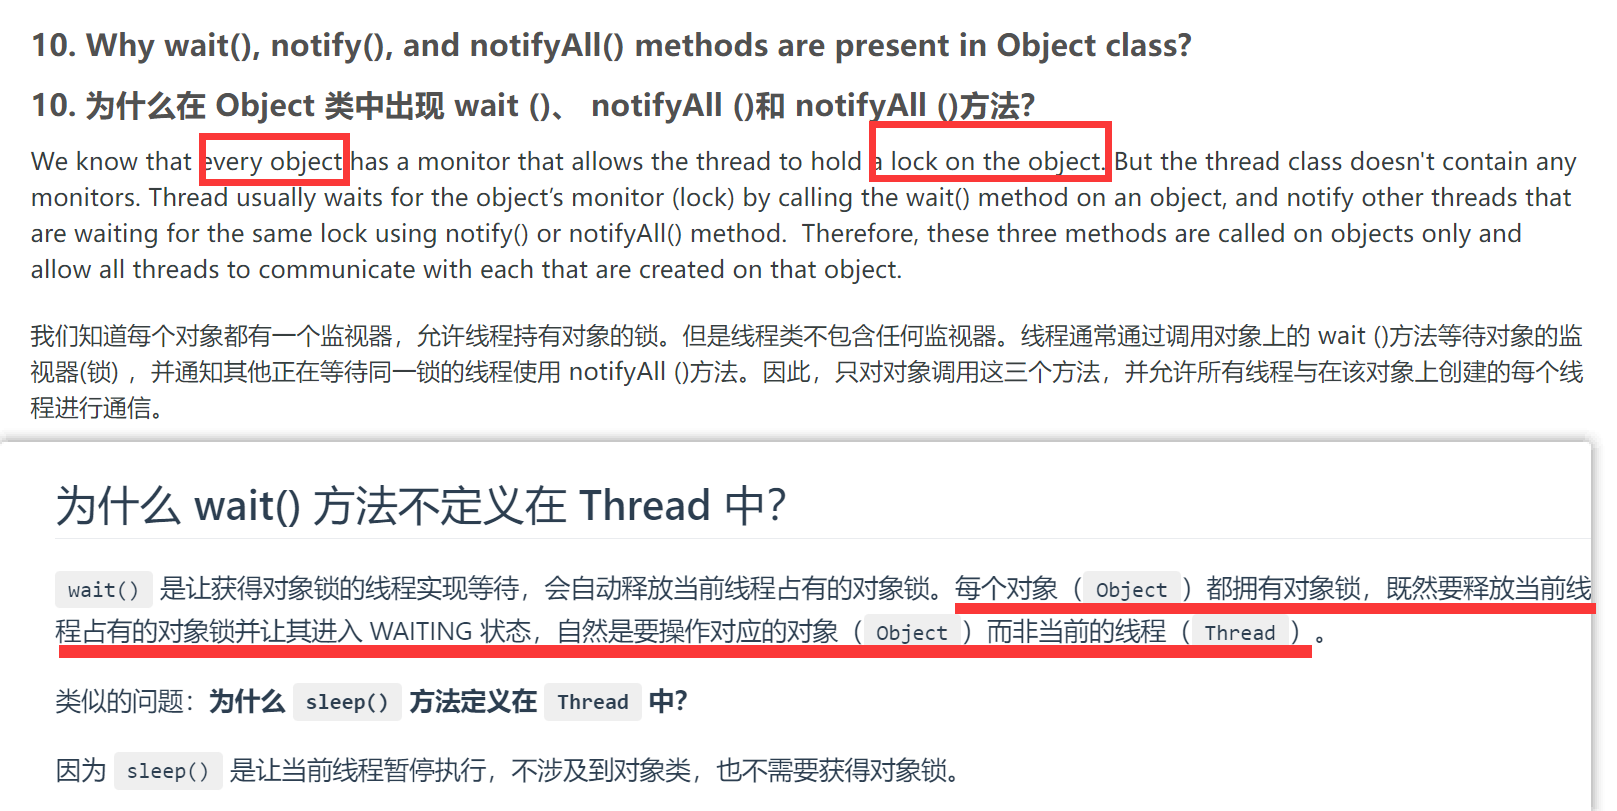 10. Why wait(), notify(), and notifyAll() methods are present in Object class?
10. 为什么在 Object 类中出现 wait ()、 notifyAll ()和 notifyAll ()方法?
We know that every object has a monitor that allows the thread to hold a lock on the object. But the thread class doesn't contain any
monitors. Thread usually waits for the object’s monitor (lock) by calling the wait() method on an object, and notify other threads that
are waiting for the same lock using notify() or notifyAll() method.  Therefore, these three methods are called on objects only and
allow all threads to communicate with each that are created on that object.
我们知道每个对象都有一个监视器，允许线程持有对象的锁。但是线程类不包含任何监视器。线程通常通过调用对象上的 wait ()方法等待对象的监
视器(锁) ，并通知其他正在等待同一锁的线程使用 notifyAll ()方法。因此，只对对象调用这三个方法，并允许所有线程与在该对象上创建的每个线
程进行通信。
为什么 wait() 方法不定义在 Thread 中?
wait() 是让获得对象锁的线程实现等待，会自动释放当前线程占有的对象锁。每个对象（ Object ）都拥有对象锁，既然要释放当前线
程占有的对象锁并让其进入 WAITING 状态，自然是要操作对应的对象（ Object ）而非当前的线程（ Thread ）。
类似的问题：为什么 sleep() 方法定义在 Thread 中?
因为 sleep() 是让当前线程暂停执行，不涉及到对象类，也不需要获得对象锁。